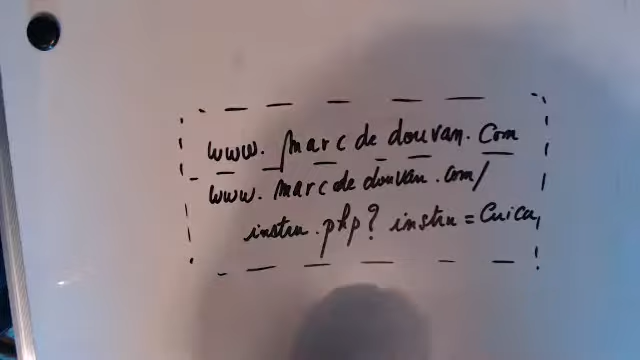 www. marcdedouvan. Com
www. marcdedouvan.com/
instru.php? instru = Cuica,